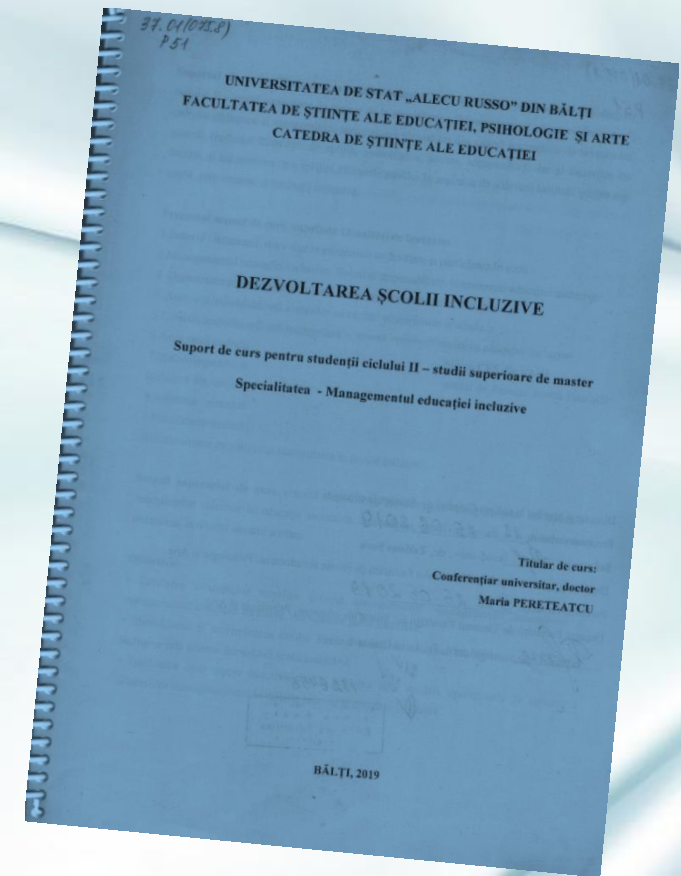 37.01(075.8)
P51
UNIVERSITATEA DE STAT „ALECU RUSSO” DIN BĂLȚI
FACULTATEA DE ȘTIINȚE ALE EDUCAȚIEI, PSIHOLOGIE ȘI ARTE
CATEDRA DE ȘTIINȚE ALE EDUCAȚIEI
DEZVOLTAREA ȘCOLII INCLUZIVE
Suport de curs pentru studenții ciclului II – studii superioare de master
Specialitatea - Managementul educației incluzive
Titular de curs:
Conferențiar universitar, doctor
Maria PERETEATCU
BĂLȚI, 2019